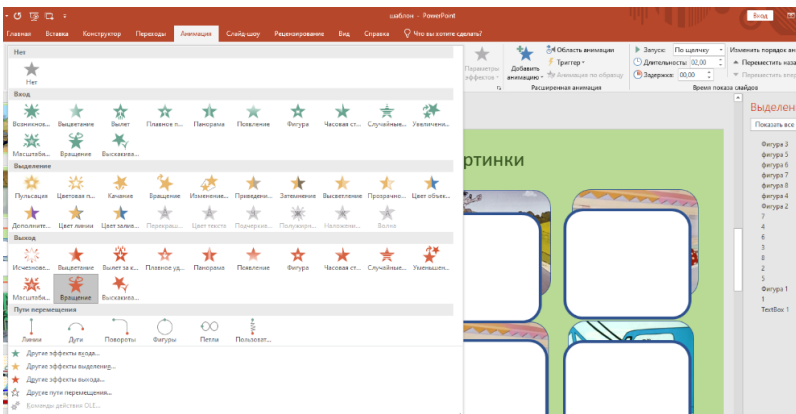 шаблон - PowerPoint
Вход
Главная Вставка Конструктор Переходы Анимация Слайд-шоу Рецензирование Вид Справка Что вы хотите сделать?
Нет
Нет
Вход
Возникнов... Выцветание Вылет Плавное п... Панорама Появление Фигура Часовая ст... Случайные... Увеличени...
Масштаби... Вращение Выскакива...
Выделение
Пульсация Цветовая п... Качание Вращение Изменение... Приведени... Затемнение Высветление Прозрачно... Цвет объек...
Дополните... Цвет линии Цвет залив... Перекраш... Цвет текста Подчеркив... Полужирн... Наложени... Волна
Выход
Исчезнове... Выцветание Вылет за к... Плавное уд... Панорама Появление Фигура Часовая ст... Случайные... Уменьшен...
Масштаби... Вращение Выскакива...
Пути перемещения
Линии Дуги Повороты Фигуры Петли Пользоват...
Другие эффекты входа...
Другие эффекты выделения...
Другие эффекты выхода...
Другие пути перемещения...
Команды действия OLE...
Параметры эффектов
Добавить анимацию
Область анимации
Триггер
Анимация по образцу
Расширенная анимация
Запуск: По щелчку
Длительность: 02,00
Задержка: 00,00
Изменить порядок ан
Переместить наза
Переместить впер
Время показа слайдов
ртинки
Выделен
Показать все
Фигура 3
фигура 5
фигура 6
фигура 7
фигура 8
фигура 4
Фигура 2
7
4
6
3
8
2
5
Фигура 1
1
TextBox 1